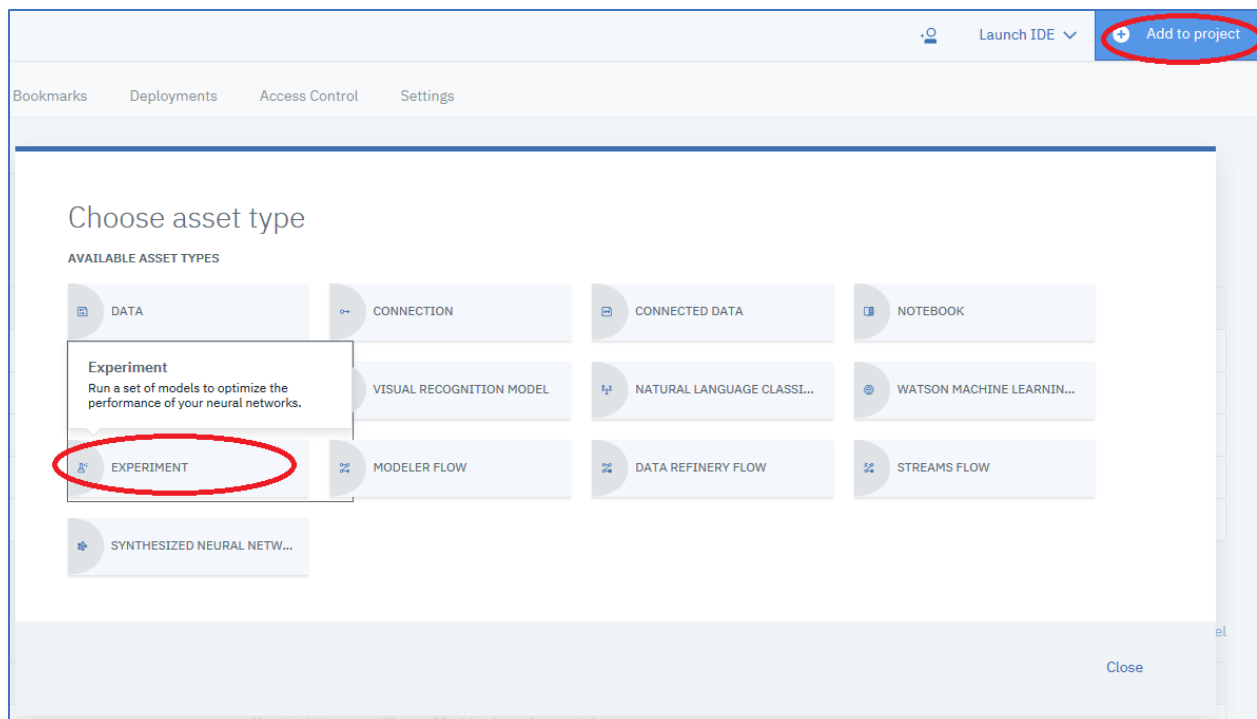 Launch IDE
Add to project
Bookmarks Deployments Access Control Settings
Choose asset type
AVAILABLE ASSET TYPES
DATA CONNECTION CONNECTED DATA NOTEBOOK
Experiment
Run a set of models to optimize the
performance of your neural networks.
VISUAL RECOGNITION MODEL NATURAL LANGUAGE CLASSI... WATSON MACHINE LEARNIN...
EXPERIMENT MODELER FLOW DATA REFINERY FLOW STREAMS FLOW
SYNTHESIZED NEURAL NETW...
el
Close